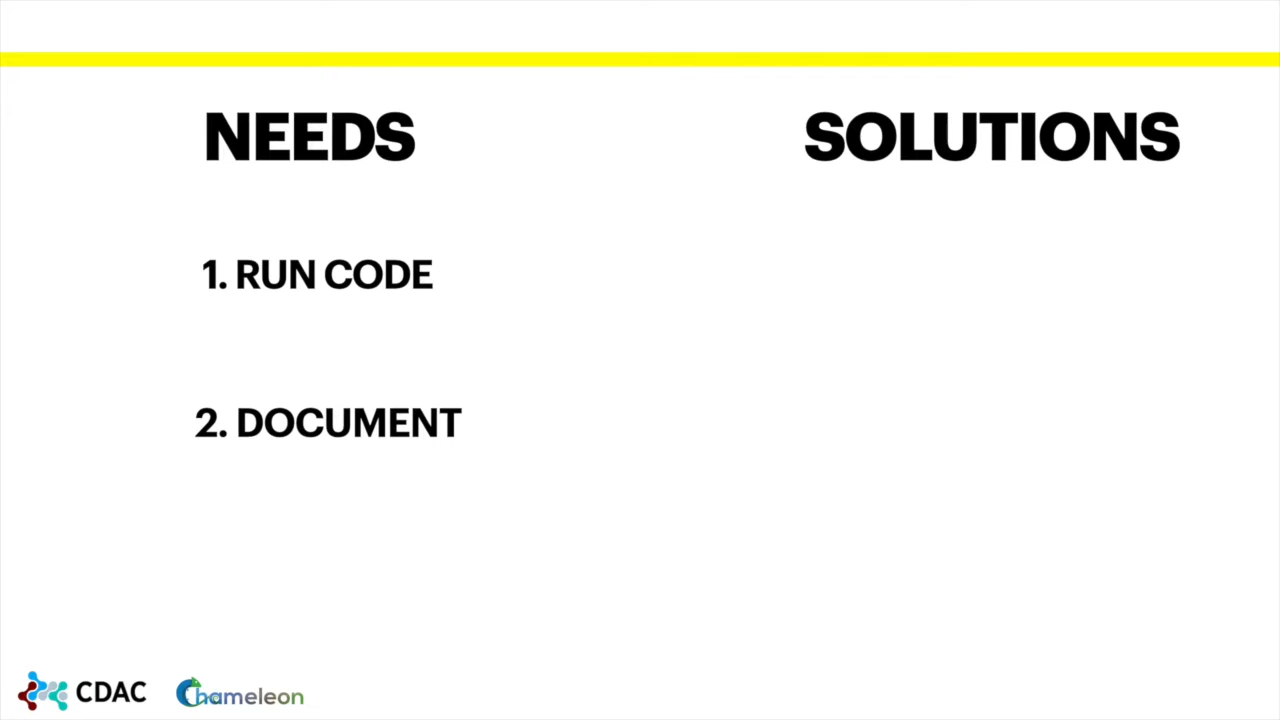 NEEDS
SOLUTIONS
1. RUN CODE
2. DOCUMENT
CDAC
Chameleon